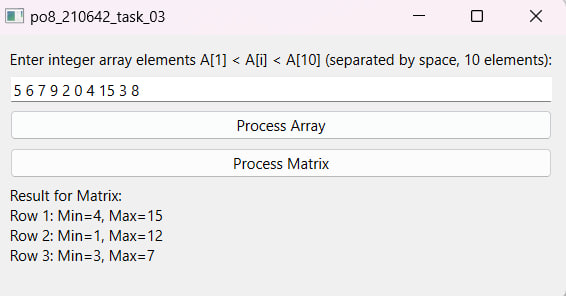 po8_210642_task_03
Enter integer array elements A[1] < A[i] < A[10] (separated by space, 10 elements):
5 6 7 9 2 0 4 15 3 8
Process Array
Process Matrix
Result for Matrix:
Row 1: Min=4, Max=15
Row 2: Min=1, Max=12
Row 3: Min=3, Max=7